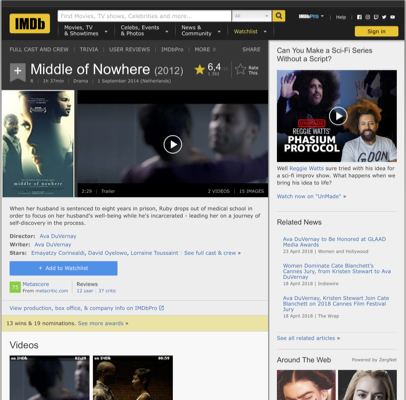 IMDb
Find Movies, TV shows, Celebrities and more...
All
IMDbPro
Help
Movies, TV & Showtimes
Celebs, Events & Photos
News & Community
Watchlist
Sign in
FULL CAST AND CREW | TRIVIA | USER REVIEWS | IMDbPro | MORE
SHARE
Middle of Nowhere (2012)
1h 37min | Drama | 1 September 2014 (Netherlands)
6,4
Rate This
middle of nowhere
2:29 | Trailer
2 VIDEOS | 15 IMAGES
When her husband is sentenced to eight years in prison, Ruby drops out of medical school in
order to focus on her husband's well-being while he's incarcerated - leading her on a journey
of self-discovery in the process.
Director: Ava DuVernay
Writer: Ava DuVernay
Stars: Emayatzy Corinealdi, David Oyelowo, Lorraine Toussaint | See full cast & crew »
+ Add to Watchlist
75
Metascore
From metacritic.com
Reviews
12 user | 37 critic
View production, box office, & company info on IMDbPro
13 wins & 19 nominations. See more awards »
Videos
00:59
Can You Make a Sci-Fi Series
Without a Script?
REGGIE WATTS'
PHASIUM
PROTOCOL
Well Reggie Watts sure tried with his idea for
a sci-fi improv show. What happens when we
bring his idea to life?
Watch now on "UnMade" »
Related News
Ava DuVernay to Be Honored at GLAAD
Media Awards
23 April 2018 | Women and Hollywood
Women Dominate Cate Blanchett's
Cannes Jury, from Kristen Stewart to Ava
DuVernay
18 April 2018 | Indiewire
Ava DuVernay, Kristen Stewart Join Cate
Blanchett on 2018 Cannes Film Festival
Jury
18 April 2018 | The Wrap
See all related articles »
Around The Web
Powered by ZergNet